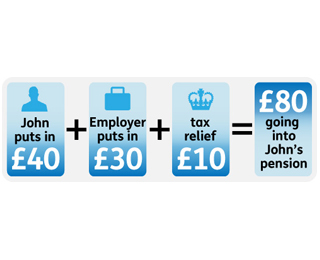 John
puts in
£40
+
Employer
puts in
£30
+
tax
relief
£10
=
£80
going
into
John's
pension